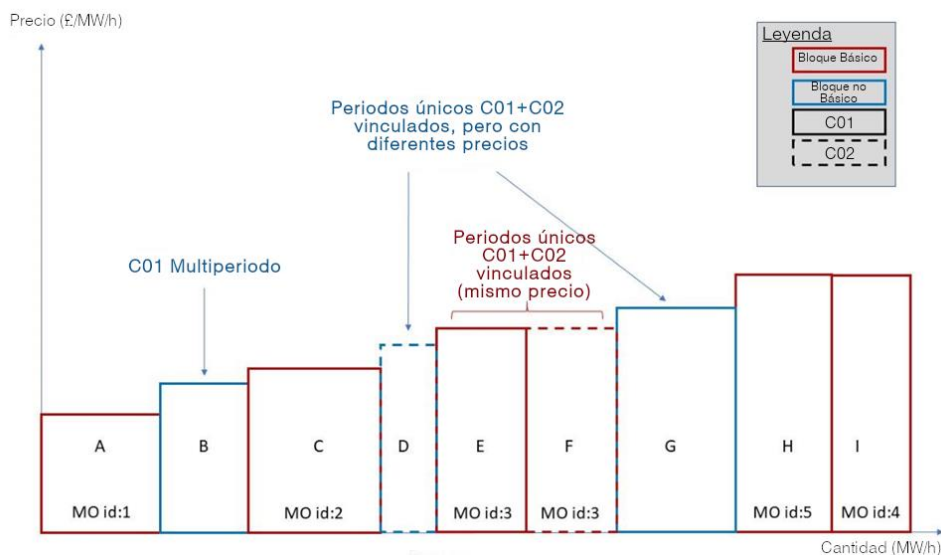 Precio (£/MW/h)
Leyenda
Bloque Básico
Bloque no
Básico
C01
C02
Periodos únicos C01+C02
vinculados, pero con
diferentes precios
Periodos únicos
C01+C02
vinculados
(mismo precio)
C01 Multiperiodo
A
B
C
D
E
F
G
H
I
MO id:1
MO id:2
MO id:3
MO id:3
MO id:5
MO id:4
Cantidad (MW/h)